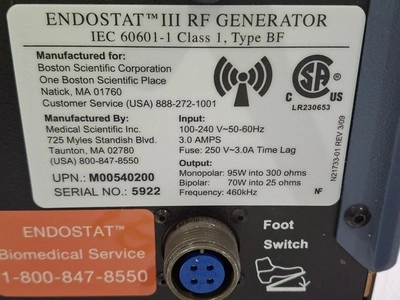 ENDOSTAT™ III RF GENERATOR
IEC 60601-1 Class 1, Type BF
Manufactured for:
Boston Scientific Corporation
One Boston Scientific Place
Natick, MA 01760
Customer Service (USA) 888-272-1001
CSA
C US
LR230653
Manufactured By:
Medical Scientific Inc.
725 Myles Standish Blvd.
Taunton, MA 02780
(USA) 800-847-8550
UPN.: M00540200
SERIAL NO.: 5922
Input:
100-240 V~50-60Hz
3.0 AMPS
Fuse: 250 V~3.0A Time Lag
Output:
Monopolar: 95W into 300 ohms
Bipolar: 70W into 25 ohms
Frequency: 460kHz
NF
N21733-01 REV 3/09
ENDOSTAT™
Biomedical Service
1-800-847-8550
Foot
Switch